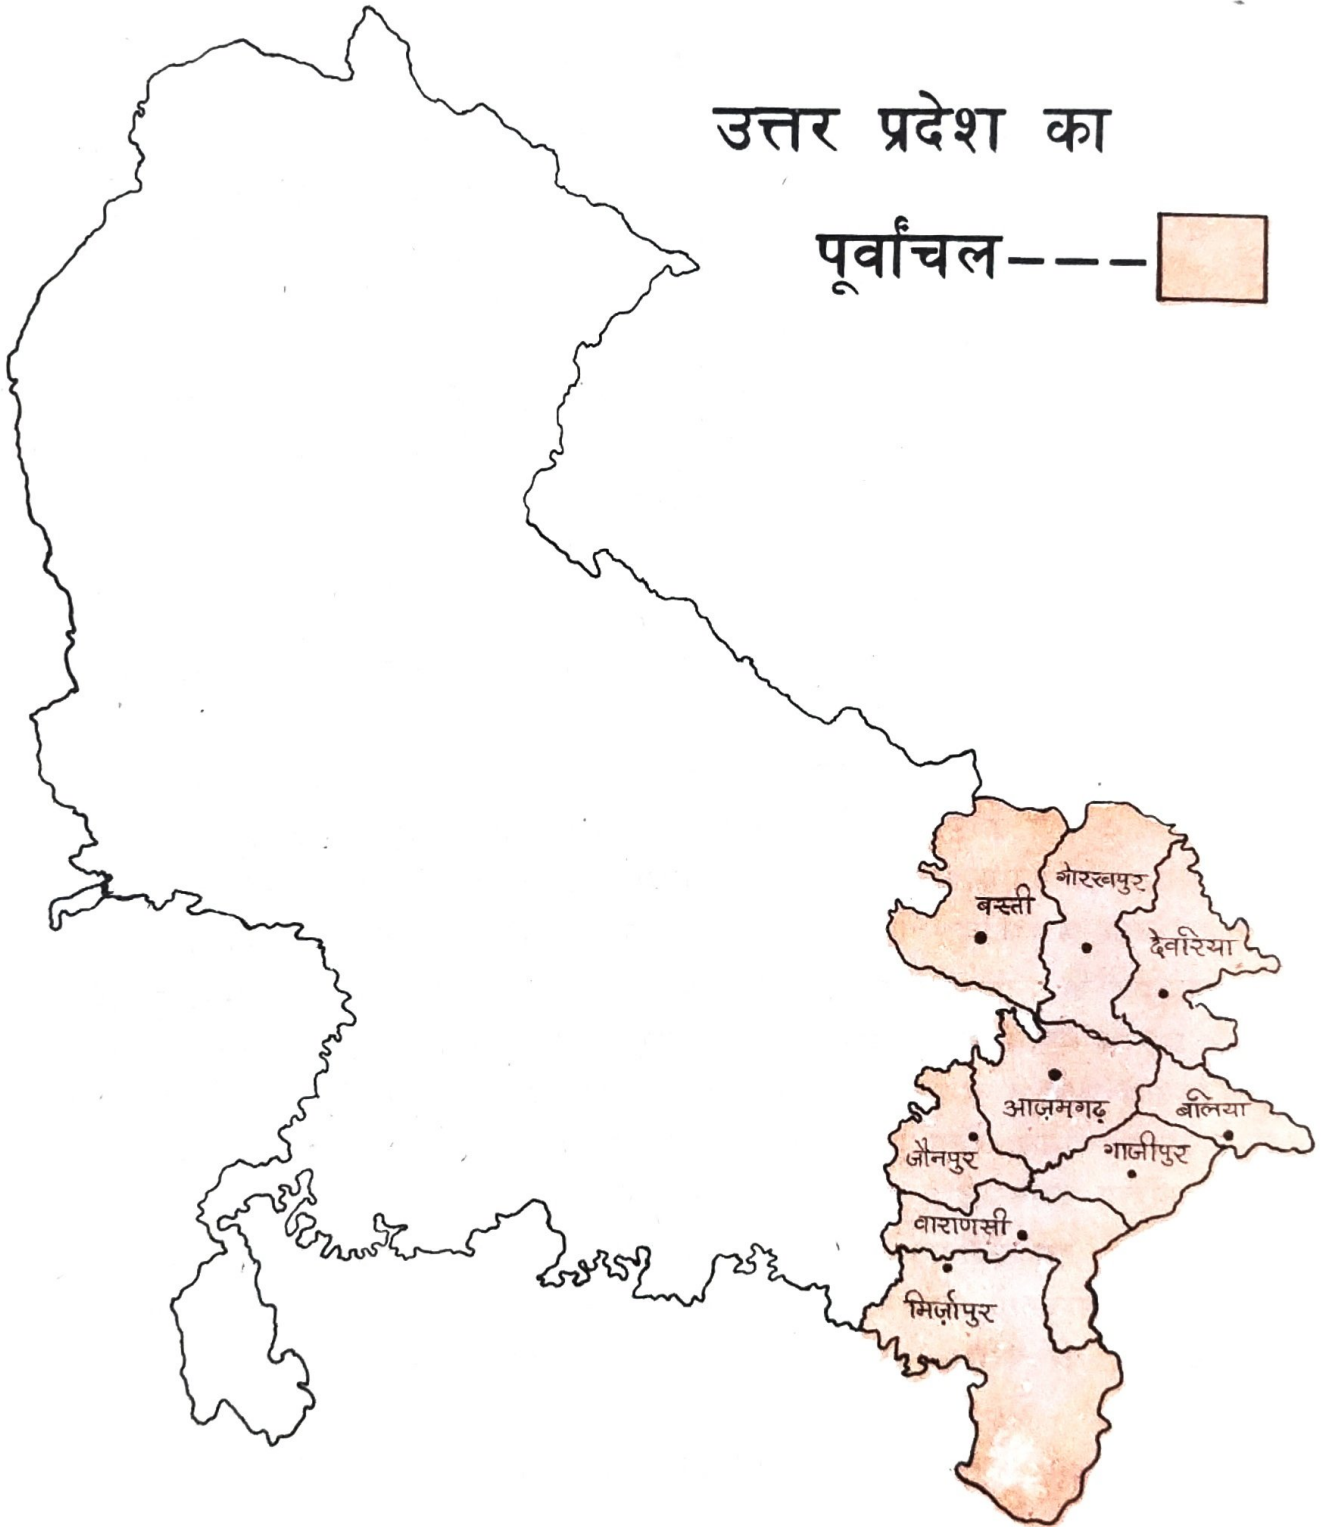 उत्तर प्रदेश का
पूर्वांचल
गोरखपुर
बस्ती
देवरिया
आज़मगढ़
बलिया
जौनपुर
गाजीपुर
वाराणसी
मिर्ज़ापुर